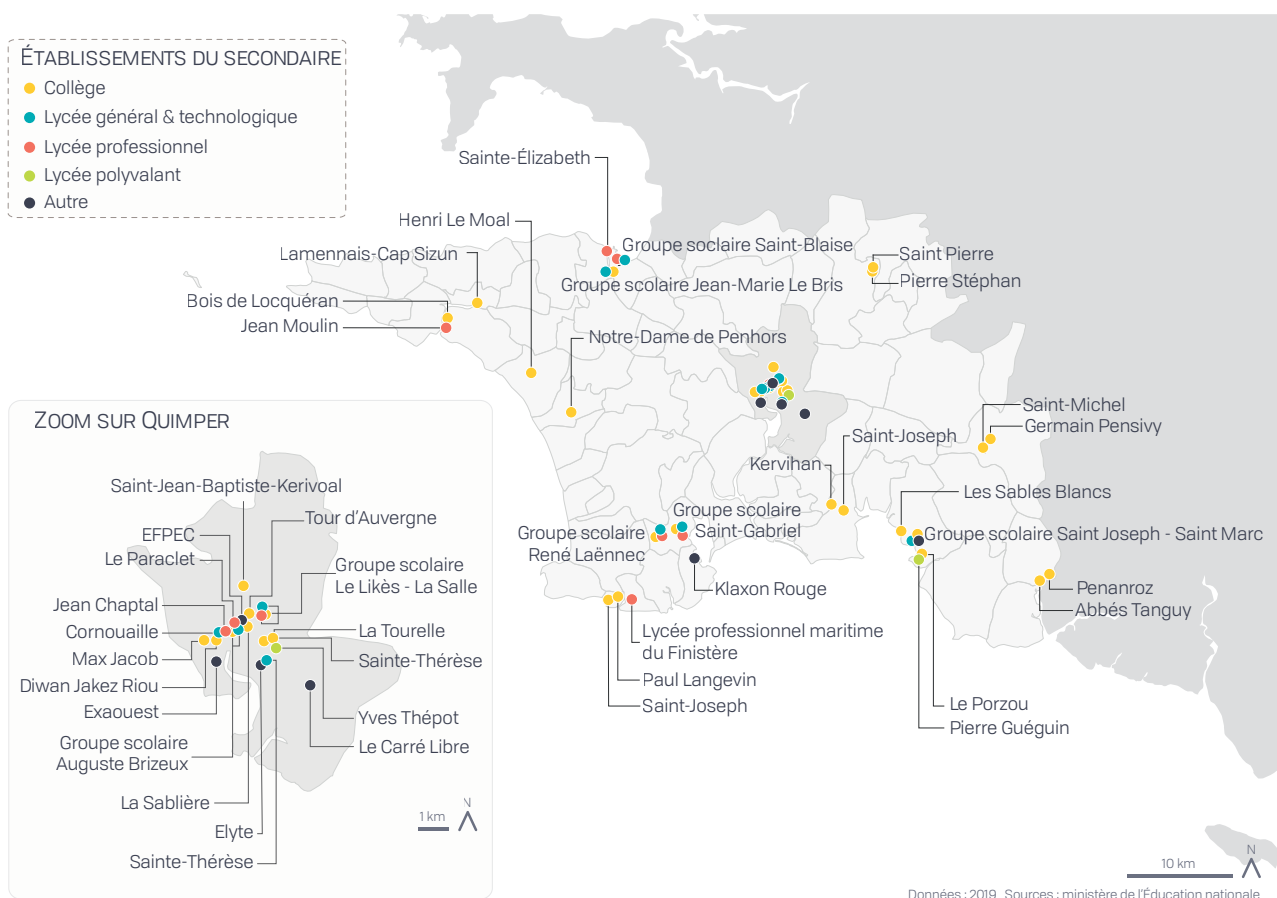 ÉTABLISSEMENTS DU SECONDAIRE
Collège
Lycée général & technologique
Lycée professionnel
Lycée polyvalant
Autre
Sainte-Élizabeth
Henri Le Moal
Groupe soclaire Saint-Blaise
Lamennais-Cap Sizun
Saint Pierre
Groupe scolaire Jean-Marie Le Bris
Pierre Stéphan
Bois de Locquéran
Jean Moulin
Notre-Dame de Penhors
Saint-Michel
Germain Pensivy
Saint-Joseph
Kervihan
Les Sables Blancs
Groupe scolaire
Saint-Gabriel
Groupe scolaire
René Laënnec
Groupe scolaire Saint Joseph - Saint Marc
Klaxon Rouge
Penanroz
Abbés Tanguy
Lycée professionnel maritime
du Finistère
Paul Langevin
Saint-Joseph
Le Porzou
Pierre Guéguin
ZOOM SUR QUIMPER
Saint-Jean-Baptiste-Kerivoal
Tour d'Auvergne
EFPEC
Le Paraclet
Groupe scolaire
Le Likès - La Salle
Jean Chaptal
Cornouaille
La Tourelle
Max Jacob
Sainte-Thérèse
Diwan Jakez Riou
Exaouest
Yves Thépot
Groupe scolaire
Auguste Brizeux
Le Carré Libre
La Sablière
Elyte
Sainte-Thérèse
1 km
N
10 km
N
Données : 2019. Sources : ministère de l'Éducation nationale